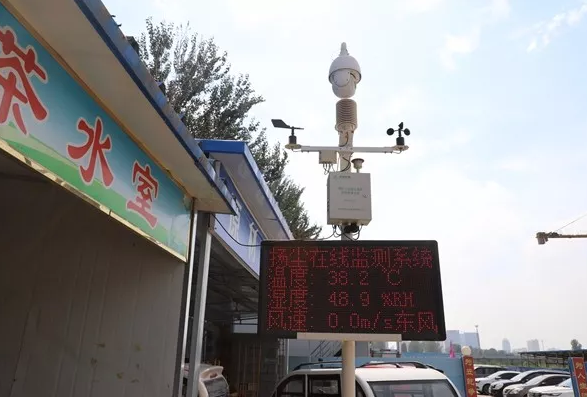 茶水室
扬尘在线监测系统
温度: 38.2 ℃
湿度: 48.9 %RH
风速 0.0m/s东风